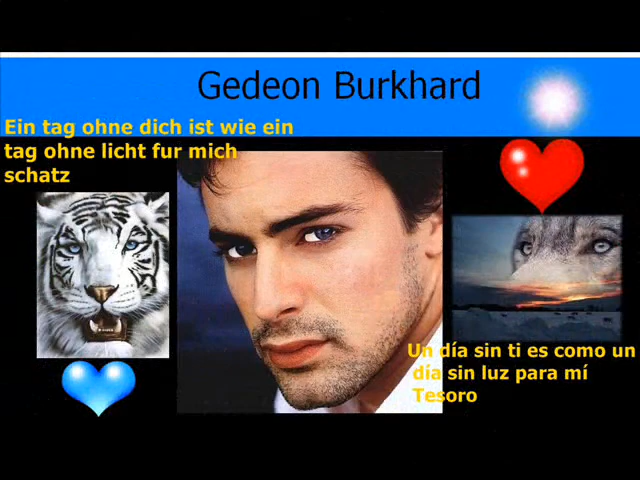 Gedeon Burkhard
Ein tag ohne dich ist wie ein
tag ohne licht fur mich
schatz
Un día sin ti es como un
día sin luz para mí
Tesoro